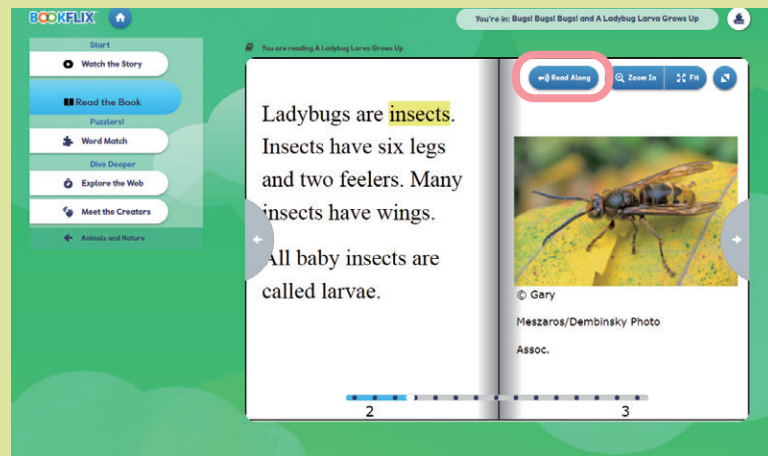 BOOKFLIX
You're in: Bugs! Bugs! Bugs! and A Ladybug Larva Grows Up
Start
Watch the Story
Read the Book
Puzzlers!
Word Match
Dive Deeper
Explore the Web
Meet the Creators
Animals and Nature
You are reading A Ladybug Larva Grows Up
Read Along
Zoom In
Fit
Ladybugs are insects.
Insects have six legs
and two feelers. Many
insects have wings.
All baby insects are
called larvae.
© Gary
Meszaros/Dembinsky Photo
Assoc.
2
3